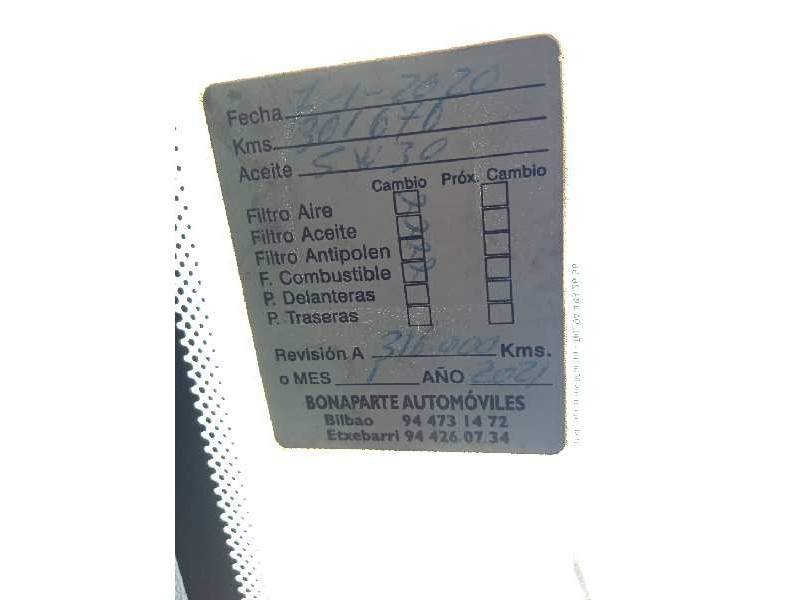 Fecha 7-1-2020
Kms. 301670
Aceite 5W30
Cambio Próx. Cambio
Filtro Aire X
Filtro Aceite X
Filtro Antipolen X
F. Combustible X
P. Delanteras
P. Traseras
Revisión A 316.000 Kms.
o MES 1 AÑO 2021
BONAPARTE AUTOMÓVILES
Bilbao 94 473 14 72
Etxebarri 94 426 07 34